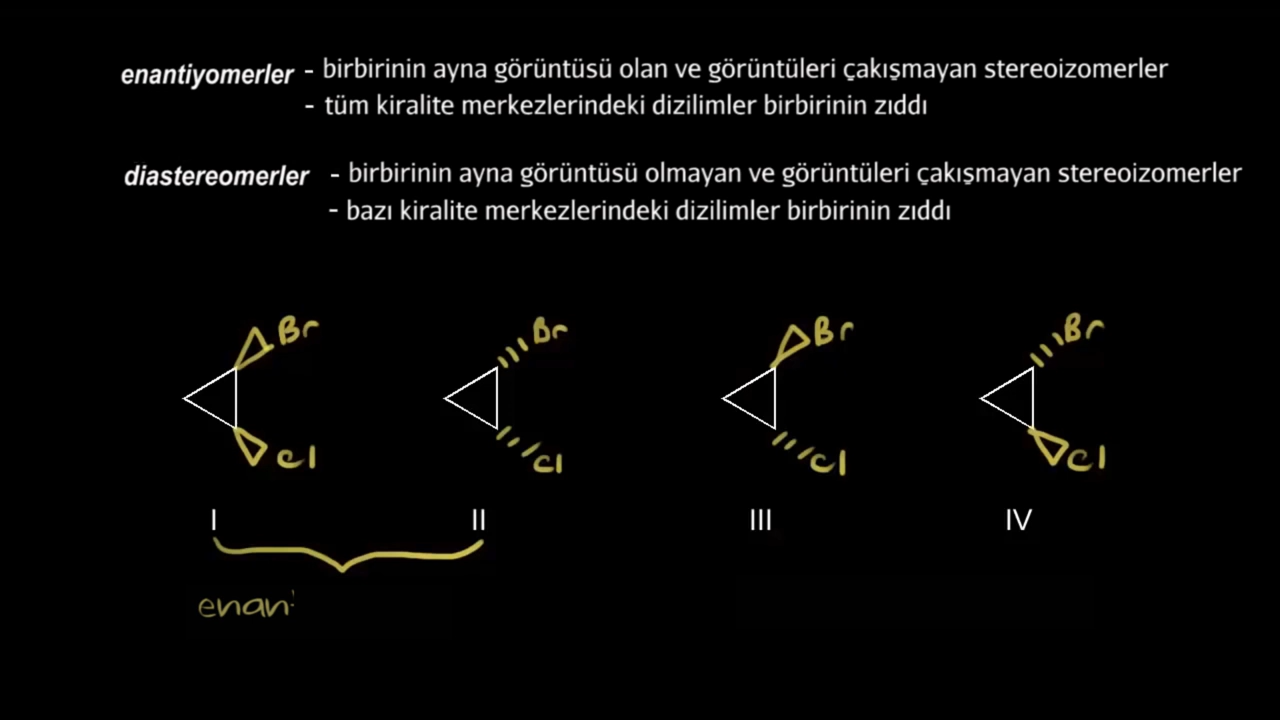 enantiyomerler - birbirinin ayna görüntüsü olan ve görüntüleri çakışmayan stereoizomerler
- tüm kiralite merkezlerindeki dizilimler birbirinin zıddı
diastereomerler - birbirinin ayna görüntüsü olmayan ve görüntüleri çakışmayan stereoizomerler
- bazı kiralite merkezlerindeki dizilimler birbirinin zıddı
Br Br Br Br
Cl Cl Cl Cl
I II III IV
enan